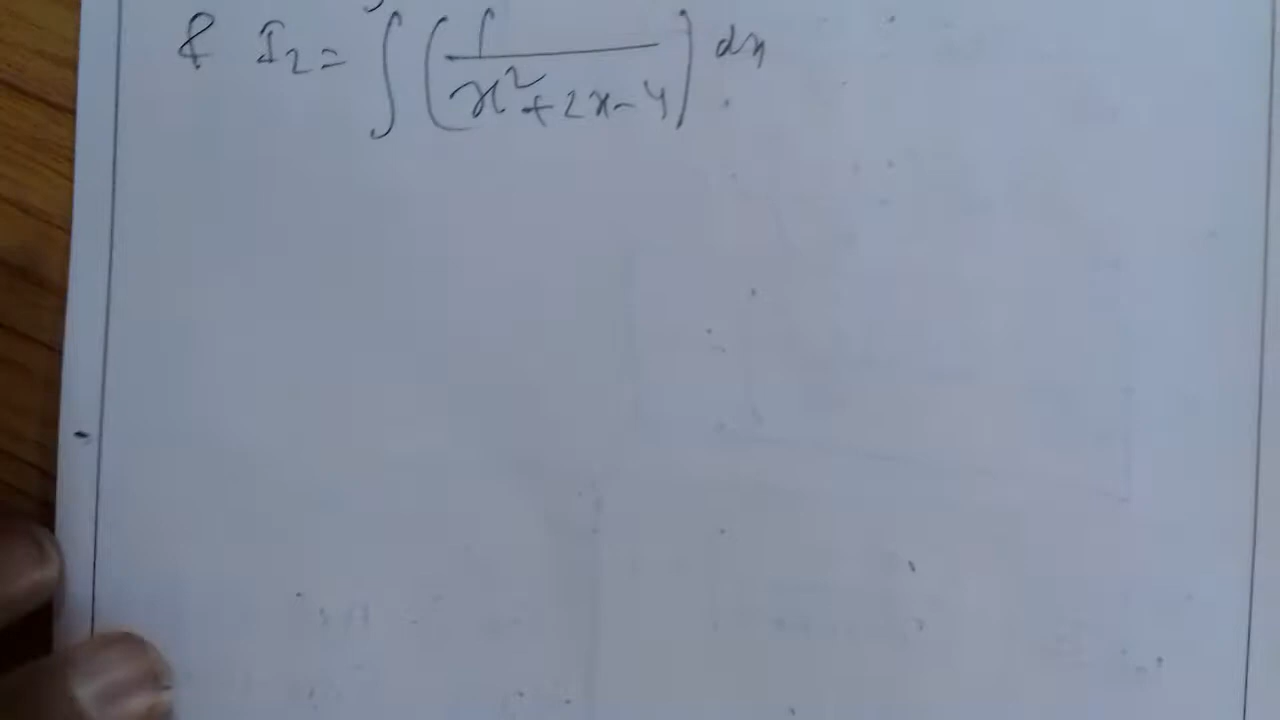 & I₂ = ∫ (1/(x²+2x-4)) dx